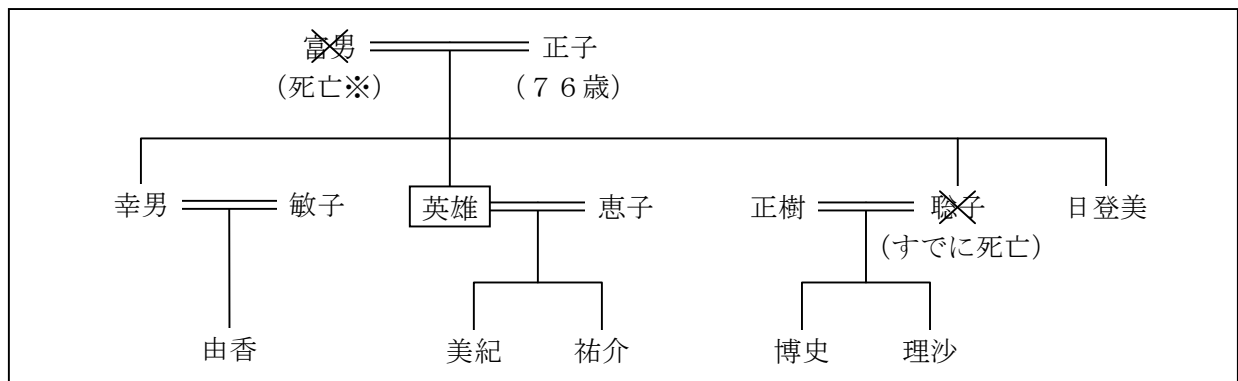 富男 正子
(死亡※) (76歳)
幸男 敏子 英雄 恵子 正樹 聡子 日登美
(すでに死亡)
由香 美紀 祐介 博史 理沙